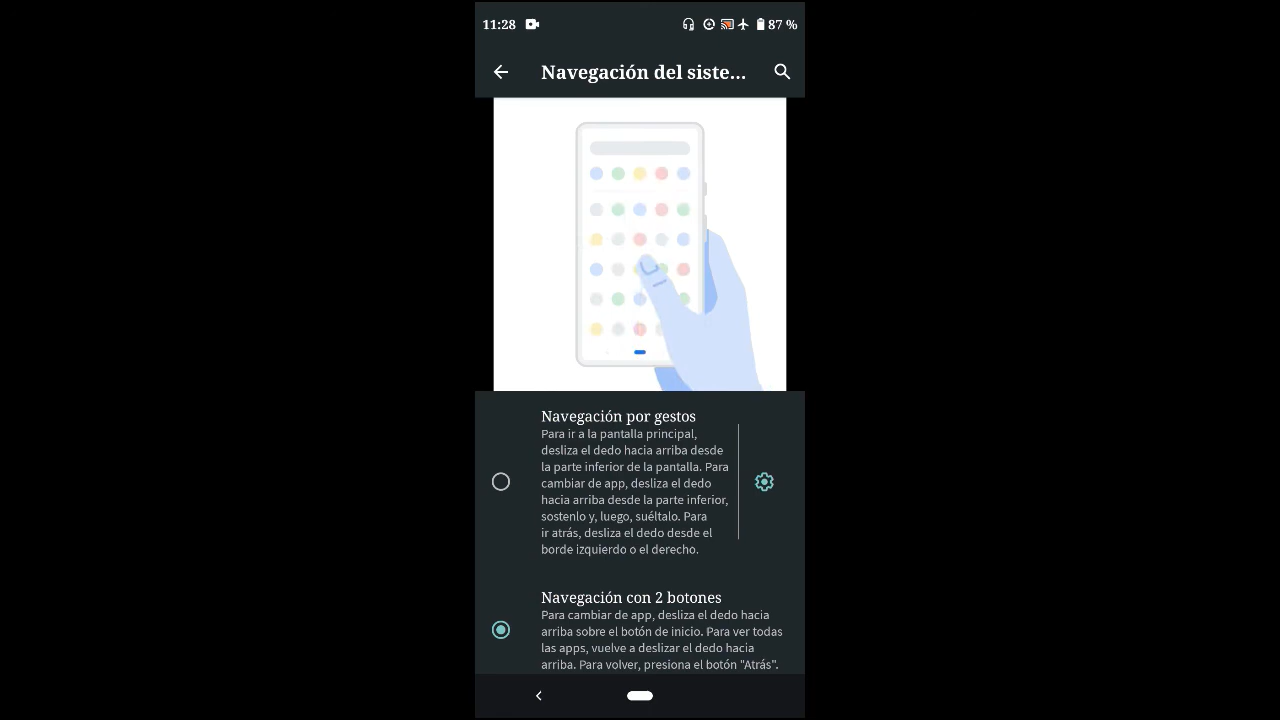 11:28
87 %
Navegación del siste...
Navegación por gestos
Para ir a la pantalla principal,
desliza el dedo hacia arriba desde
la parte inferior de la pantalla. Para
cambiar de app, desliza el dedo
hacia arriba desde la parte inferior,
sostenlo y, luego, suéltalo. Para
ir atrás, desliza el dedo desde el
borde izquierdo o el derecho.
Navegación con 2 botones
Para cambiar de app, desliza el dedo hacia
arriba sobre el botón de inicio. Para ver todas
las apps, vuelve a deslizar el dedo hacia
arriba. Para volver, presiona el botón "Atrás".